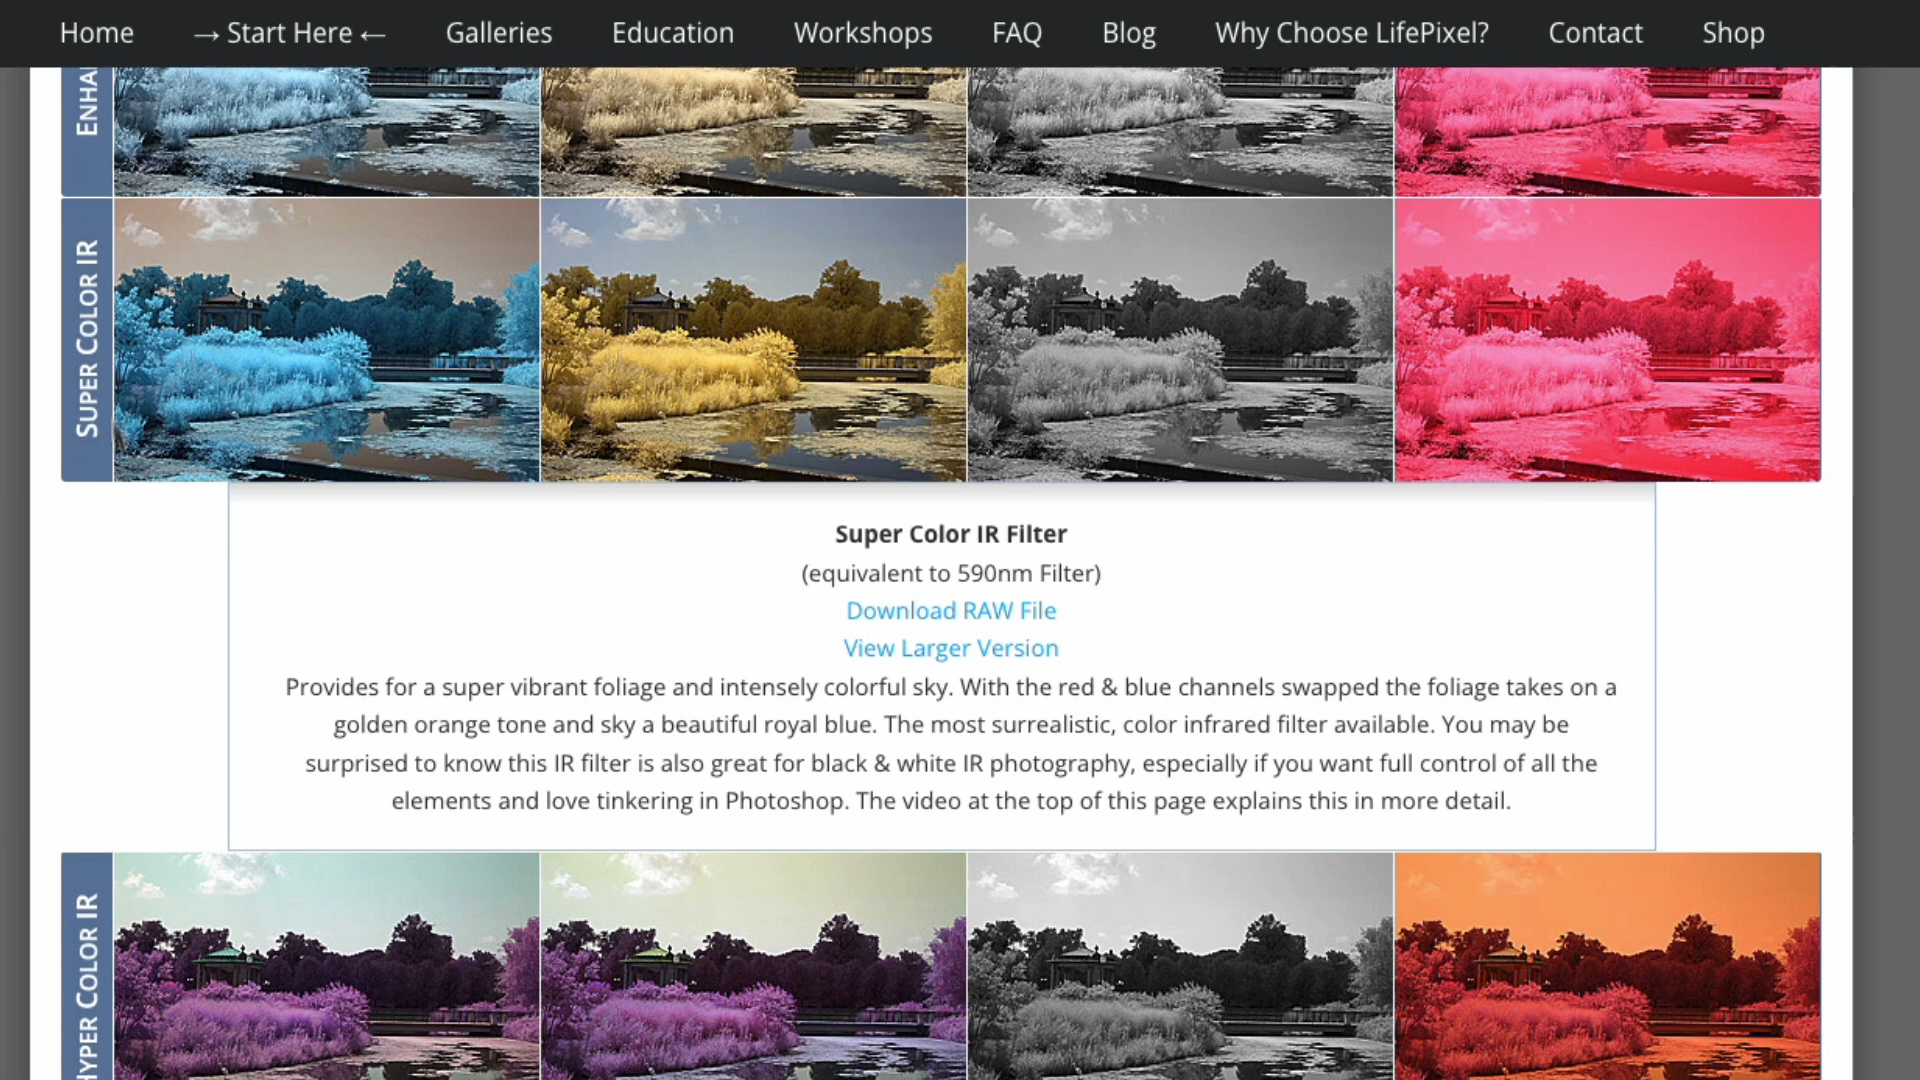 Home → Start Here ← Galleries Education Workshops FAQ Blog Why Choose LifePixel? Contact Shop
SUPER COLOR IR
Super Color IR Filter
(equivalent to 590nm Filter)
Download RAW File
View Larger Version
Provides for a super vibrant foliage and intensely colorful sky. With the red & blue channels swapped the foliage takes on a
golden orange tone and sky a beautiful royal blue. The most surrealistic, color infrared filter available. You may be
surprised to know this IR filter is also great for black & white IR photography, especially if you want full control of all the
elements and love tinkering in Photoshop. The video at the top of this page explains this in more detail.
HYPER COLOR IR